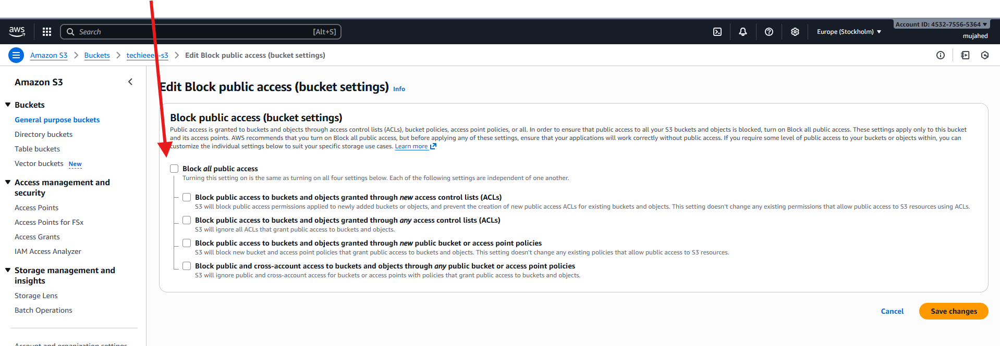 aws
Search
[Alt+S]
Europe (Stockholm)
Account ID: 4532-7556-5364
mujahed
Amazon S3
Buckets
Edit Block public access (bucket settings)
Amazon S3
Buckets
General purpose buckets
Directory buckets
Table buckets
Vector buckets New
Access management and
security
Access Points
Access Points for FSx
Access Grants
IAM Access Analyzer
Storage management and
insights
Storage Lens
Batch Operations
Account and organization settings
Edit Block public access (bucket settings) Info
Block public access (bucket settings)
Public access is granted to buckets and objects through access control lists (ACLs), bucket policies, access point policies, or all. In order to ensure that public access to all your S3 buckets and objects is blocked, turn on Block all public access. These settings apply only to this bucket
and its access points. AWS recommends that you turn on Block all public access, but before applying any of these settings, ensure that your applications will work correctly without public access. If you require some level of public access to your buckets or objects within, you can
customize the individual settings below to suit your specific storage use cases. Learn more
Block all public access
Turning this setting on is the same as turning on all four settings below. Each of the following settings are independent of one another.
Block public access to buckets and objects granted through new access control lists (ACLs)
S3 will block public access permissions applied to newly added buckets or objects, and prevent the creation of new public access ACLs for existing buckets and objects. This setting doesn't change any existing permissions that allow public access to S3 resources using ACLs.
Block public access to buckets and objects granted through any access control lists (ACLs)
S3 will ignore all ACLs that grant public access to buckets and objects.
Block public access to buckets and objects granted through new public bucket or access point policies
S3 will block new bucket and access point policies that grant public access to buckets and objects. This setting doesn't change any existing policies that allow public access to S3 resources.
Block public and cross-account access to buckets and objects through any public bucket or access point policies
S3 will ignore public and cross-account access for buckets or access points with policies that grant public access to buckets and objects.
Cancel
Save changes